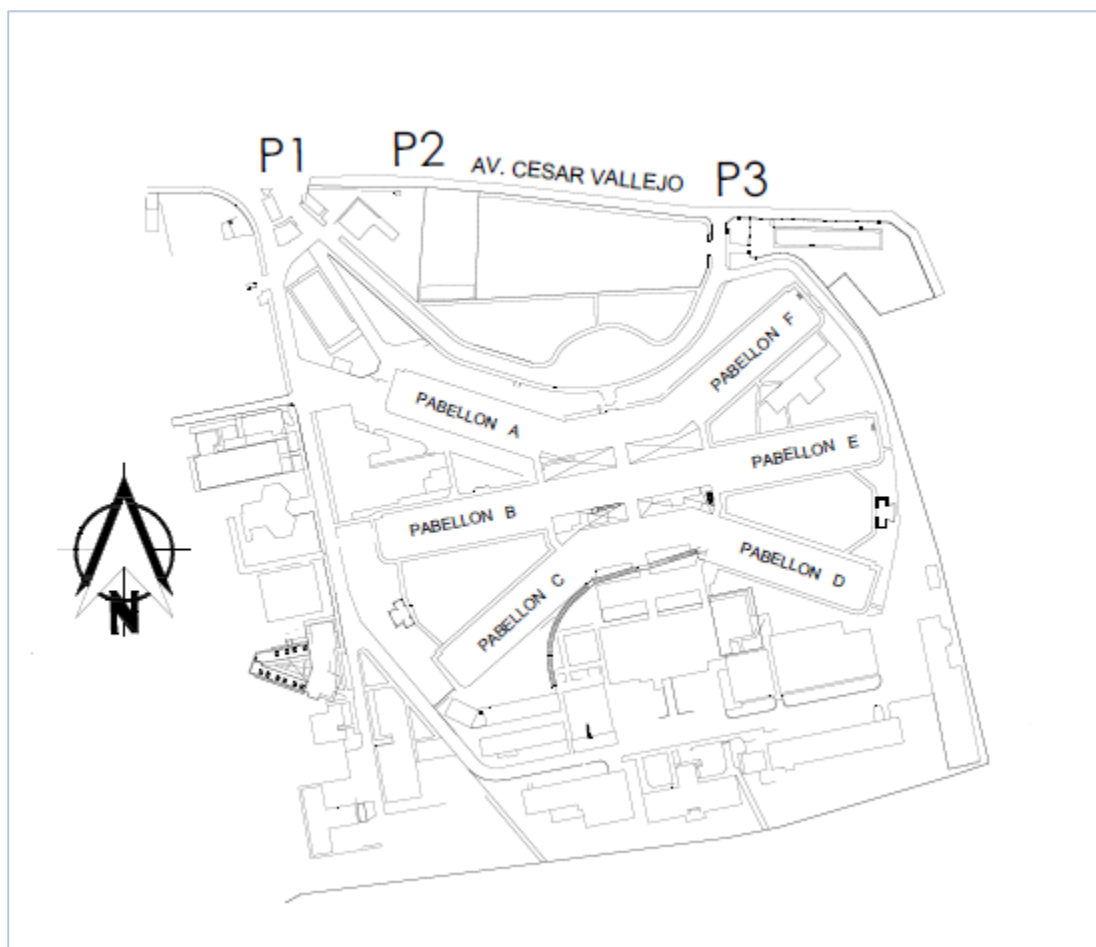 P1
P2
AV. CESAR VALLEJO
P3
PABELLON F
PABELLON A
PABELLON E
PABELLON B
PABELLON D
PABELLON C
N